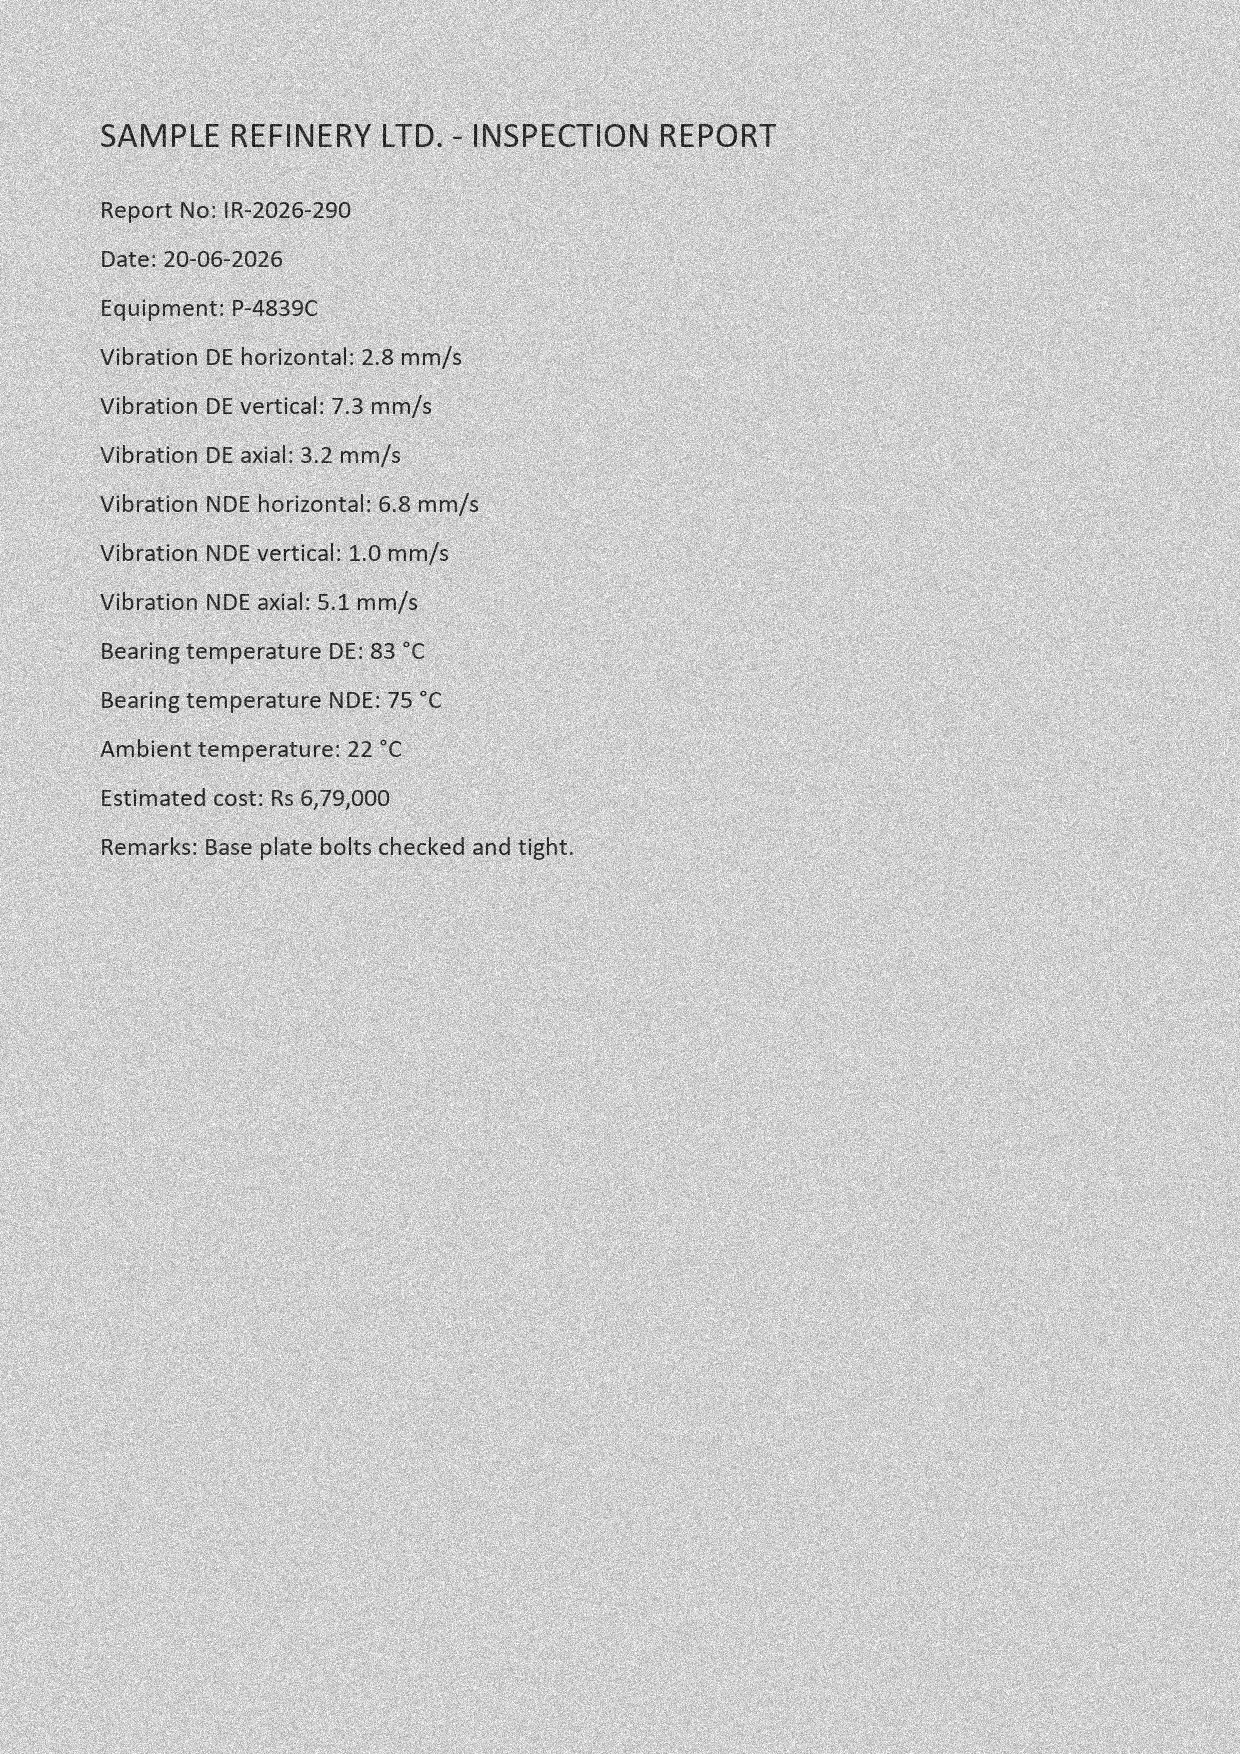 SAMPLE REFINERY LTD. - INSPECTION REPORT
Report No: IR-2026-290
Date: 20-06-2026
Equipment: P-4839C
Vibration DE horizontal: 2.8 mm/s
Vibration DE vertical: 7.3 mm/s
Vibration DE axial: 3.2 mm/s
Vibration NDE horizontal: 6.8 mm/s
Vibration NDE vertical: 1.0 mm/s
Vibration NDE axial: 5.1 mm/s
Bearing temperature DE: 83 °C
Bearing temperature NDE: 75 °C
Ambient temperature: 22 °C
Estimated cost: Rs 6,79,000
Remarks: Base plate bolts checked and tight.